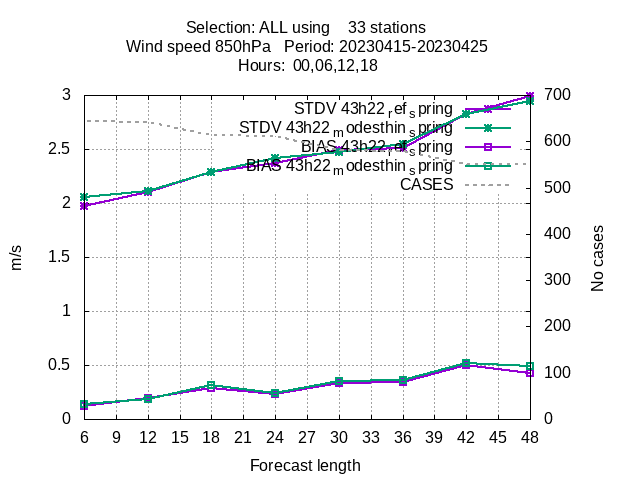 Selection: ALL using 33 stations
Wind speed 850hPa Period: 20230415-20230425
Hours: 00,06,12,18
STDV 43h22_ref_spring
STDV 43h22_modesthin_spring
BIAS 43h22_ref_spring
BIAS 43h22_modesthin_spring
CASES
3
2.5
2
1.5
1
0.5
0
700
600
500
400
300
200
100
0
m/s
No cases
6 9 12 15 18 21 24 27 30 33 36 39 42 45 48
Forecast length